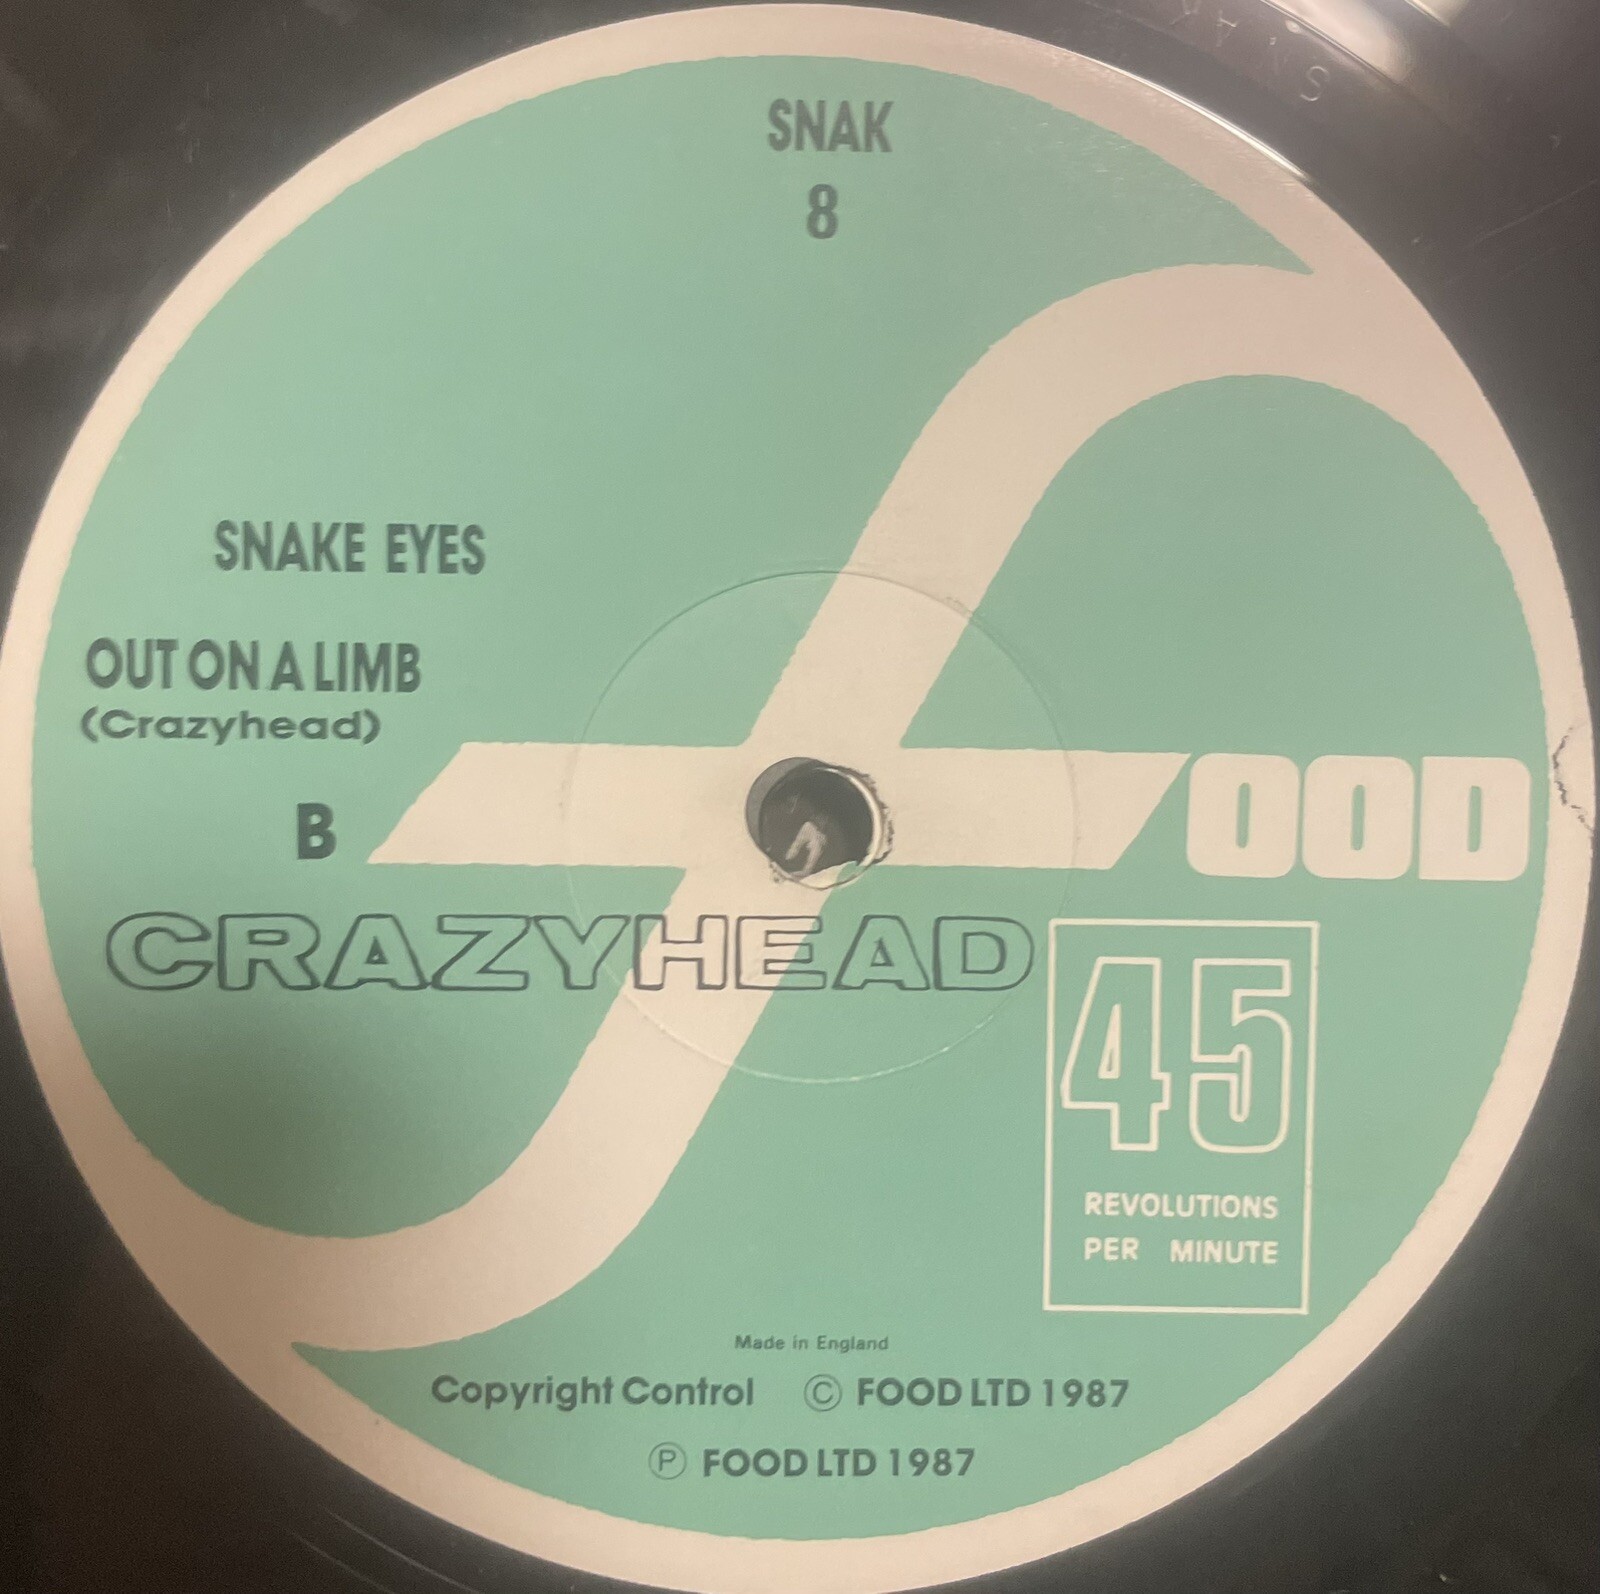 SNAK
8
SNAKE EYES
OUT ON A LIMB
(Crazyhead)
B
FOOD
CRAZYHEAD
45
REVOLUTIONS
PER MINUTE
Made in England
Copyright Control © FOOD LTD 1987
℗ FOOD LTD 1987